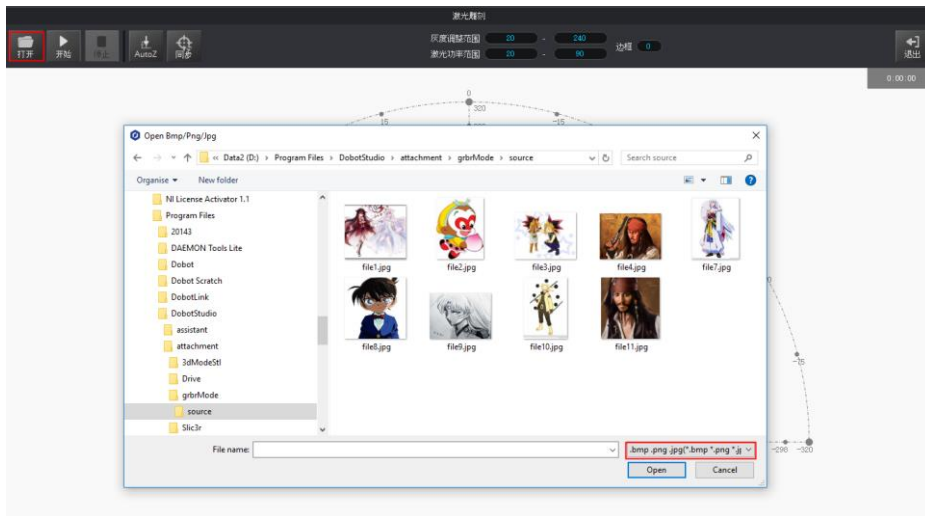 激光雕刻
打开
开始
停止
AutoZ
同步
灰度调整范围 20 - 240
激光功率范围 20 - 90
边框 0
退出
0:00:00
0
320
15
-15
Open Bmp/Png/Jpg
« Data2 (D:) › Program Files › DobotStudio › attachment › grbrMode › source
Search source
Organise
New folder
NI License Activator 1.1
Program Files
20143
DAEMON Tools Lite
Dobot
Dobot Scratch
DobotLink
DobotStudio
assistant
attachment
3dModeStl
Drive
grbrMode
source
Slic3r
file1.jpg
file2.jpg
file3.jpg
file4.jpg
file7.jpg
file8.jpg
file9.jpg
file10.jpg
file11.jpg
-75
-298 -320
File name:
.bmp .png .jpg(*.bmp *.png *.j
Open
Cancel